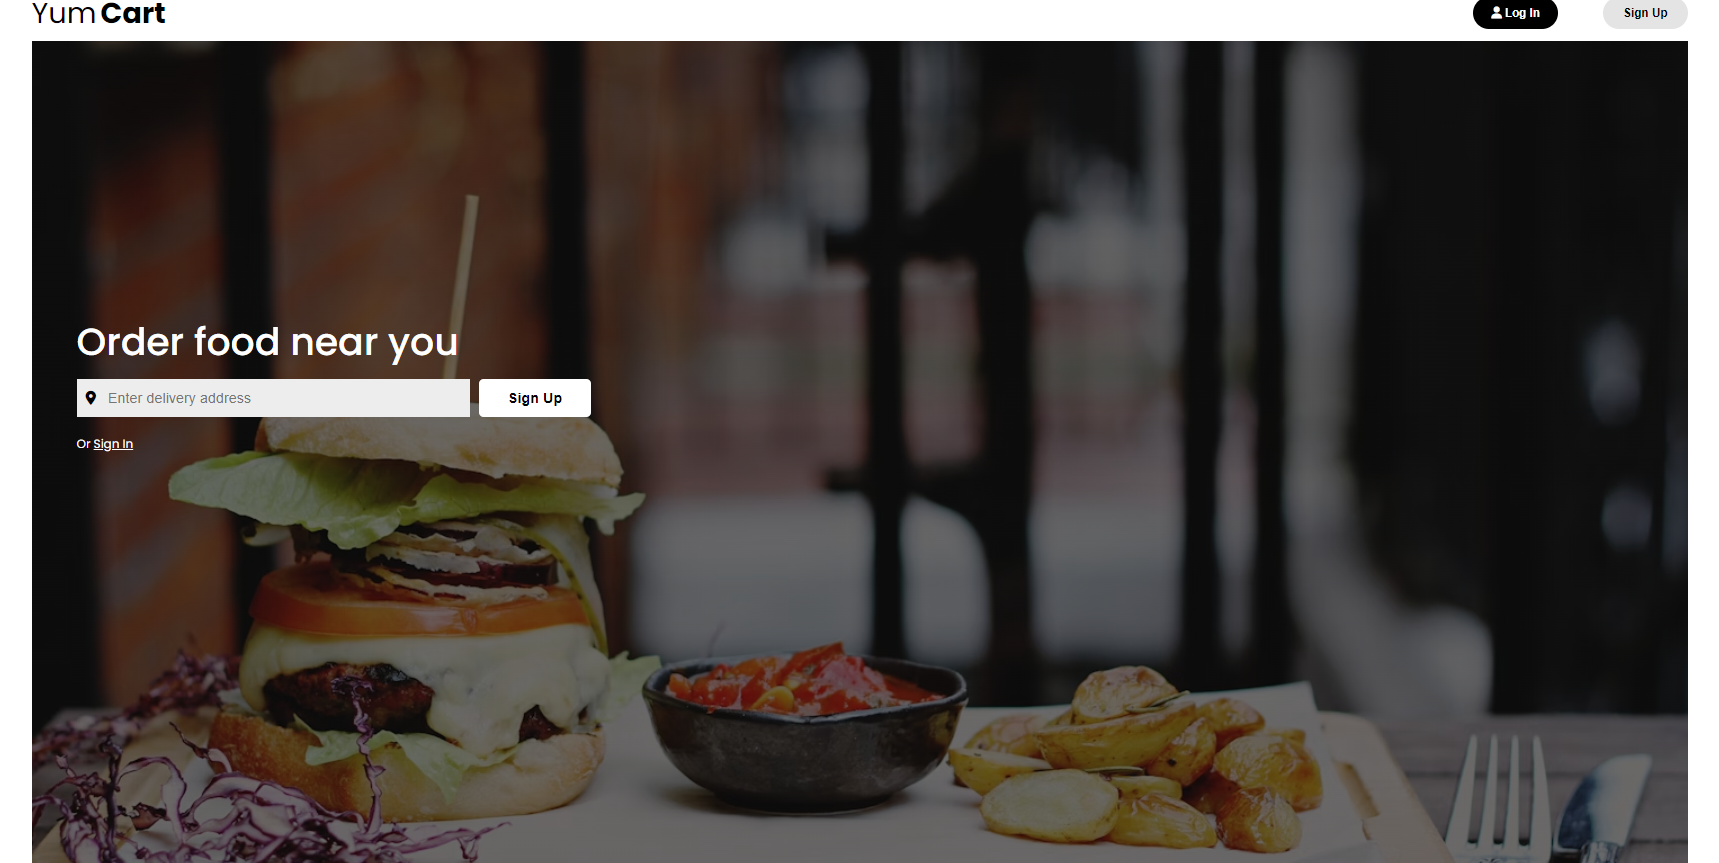 Yum Cart
Log In
Sign Up
Order food near you
Enter delivery address
Sign Up
Or Sign In